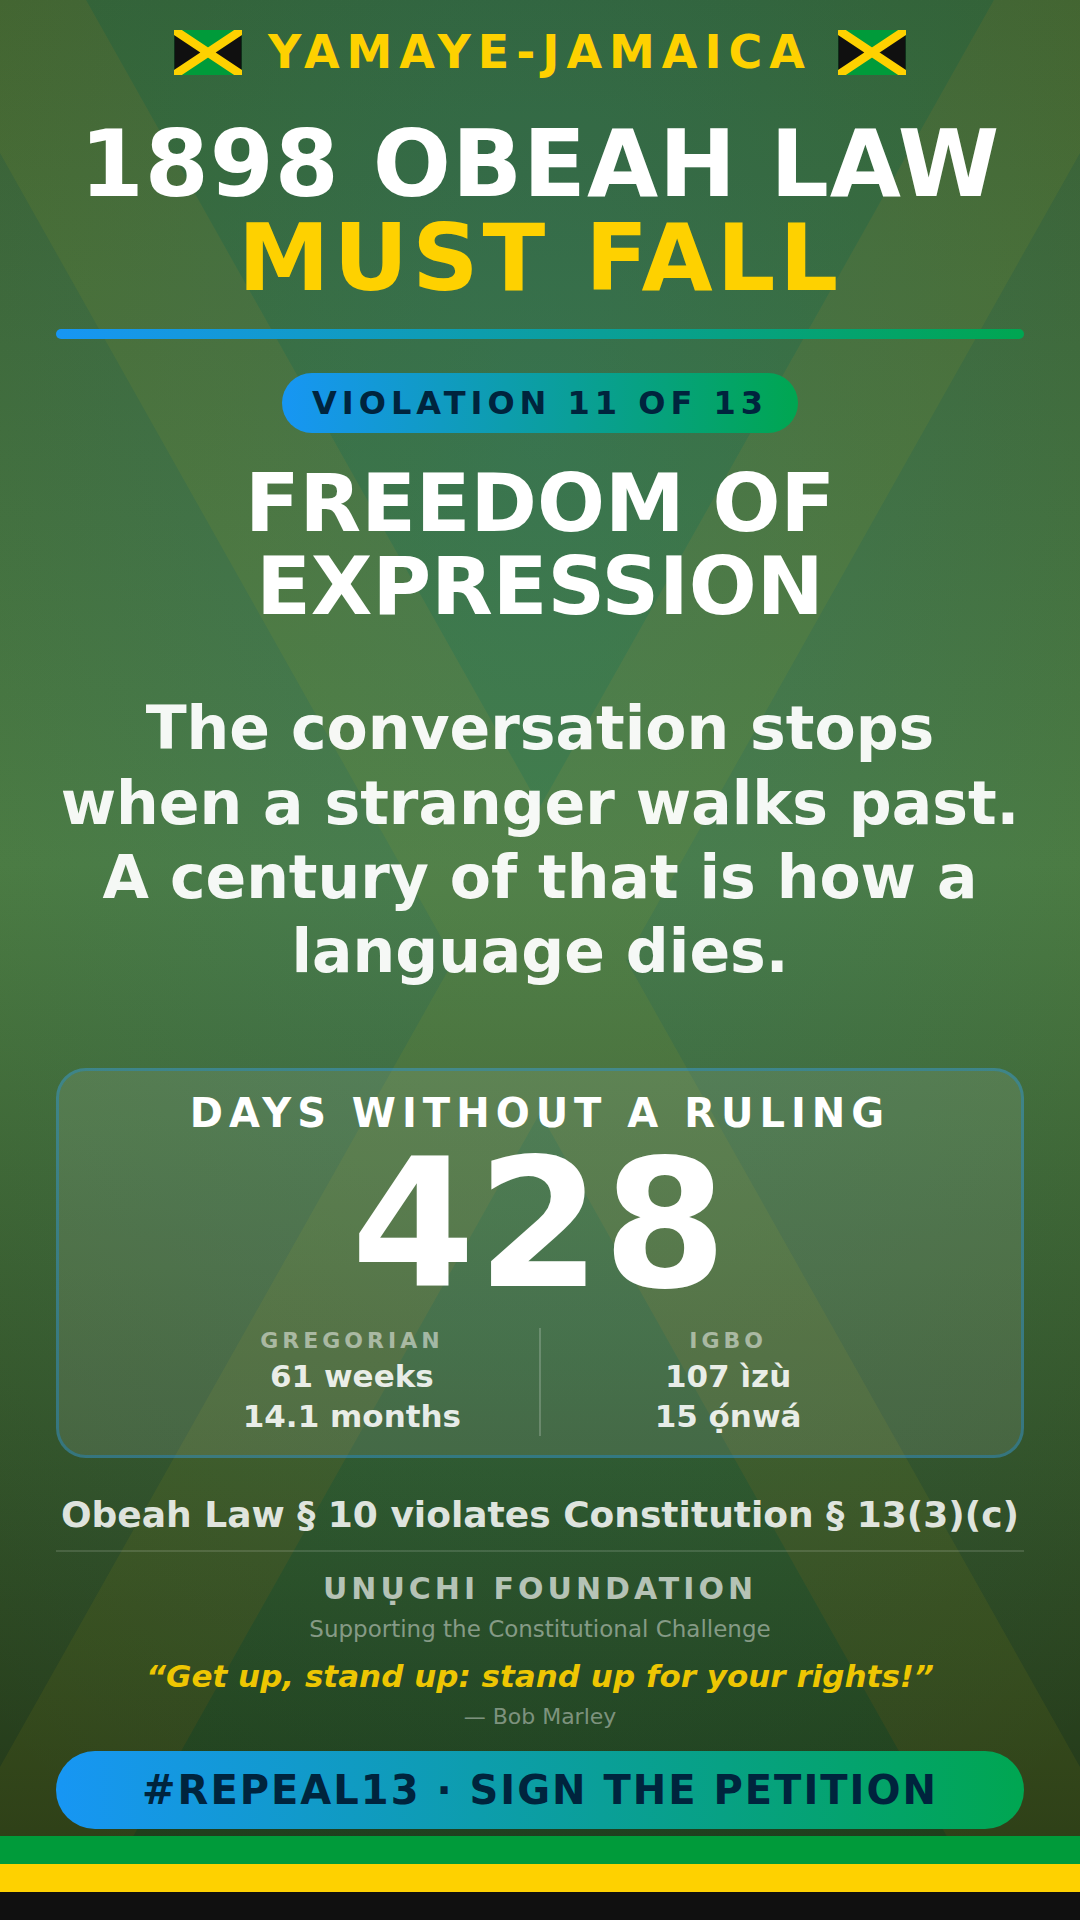 YAMAYE-JAMAICA
1898 OBEAH LAW
MUST FALL
VIOLATION 11 OF 13
FREEDOM OF
EXPRESSION
The conversation stops
when a stranger walks past.
A century of that is how a
language dies.
DAYS WITHOUT A RULING
428
GREGORIAN
61 weeks
14.1 months
IGBO
107 ìzù
15 ọ́nwá
Obeah Law § 10 violates Constitution § 13(3)(c)
UNỤCHI FOUNDATION
Supporting the Constitutional Challenge
“Get up, stand up: stand up for your rights!”
— Bob Marley
#REPEAL13 · SIGN THE PETITION